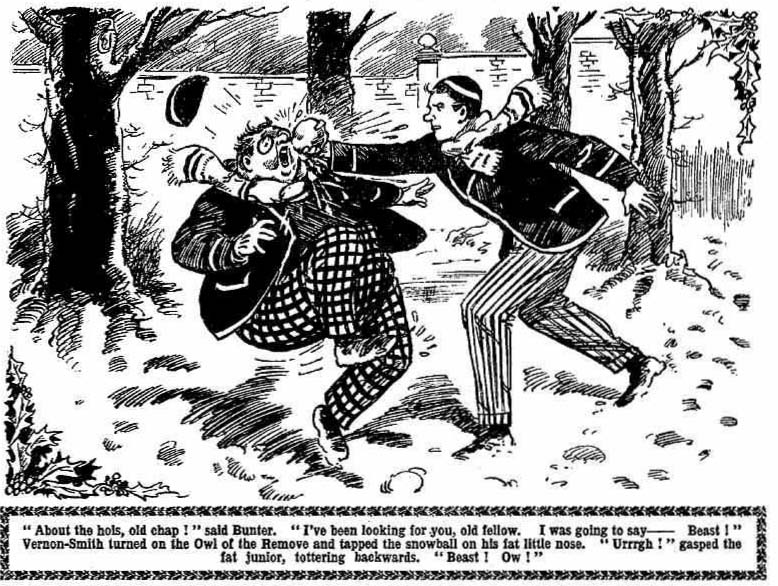 " About the hols, old chap ! " said Bunter. " I've been looking for you, old fellow. I was going to say—— Beast ! "
Vernon-Smith turned on the Owl of the Remove and tapped the snowball on his fat little nose. " Urrrgh ! " gasped the
fat junior, tottering backwards. " Beast ! Ow ! "